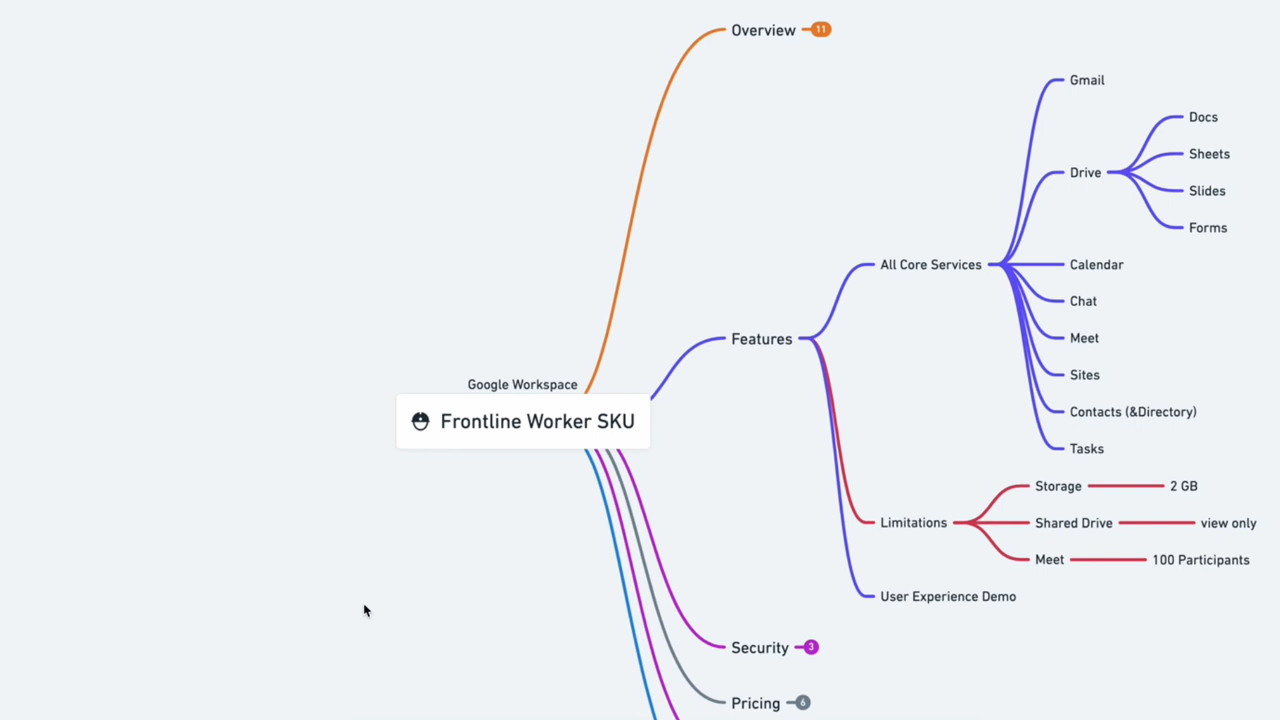 Overview 11
Gmail
Docs
Sheets
Drive
Slides
Forms
All Core Services
Calendar
Chat
Features
Meet
Sites
Google Workspace
Frontline Worker SKU
Contacts (&Directory)
Tasks
Storage 2 GB
Limitations
Shared Drive view only
Meet 100 Participants
User Experience Demo
Security 3
Pricing 6